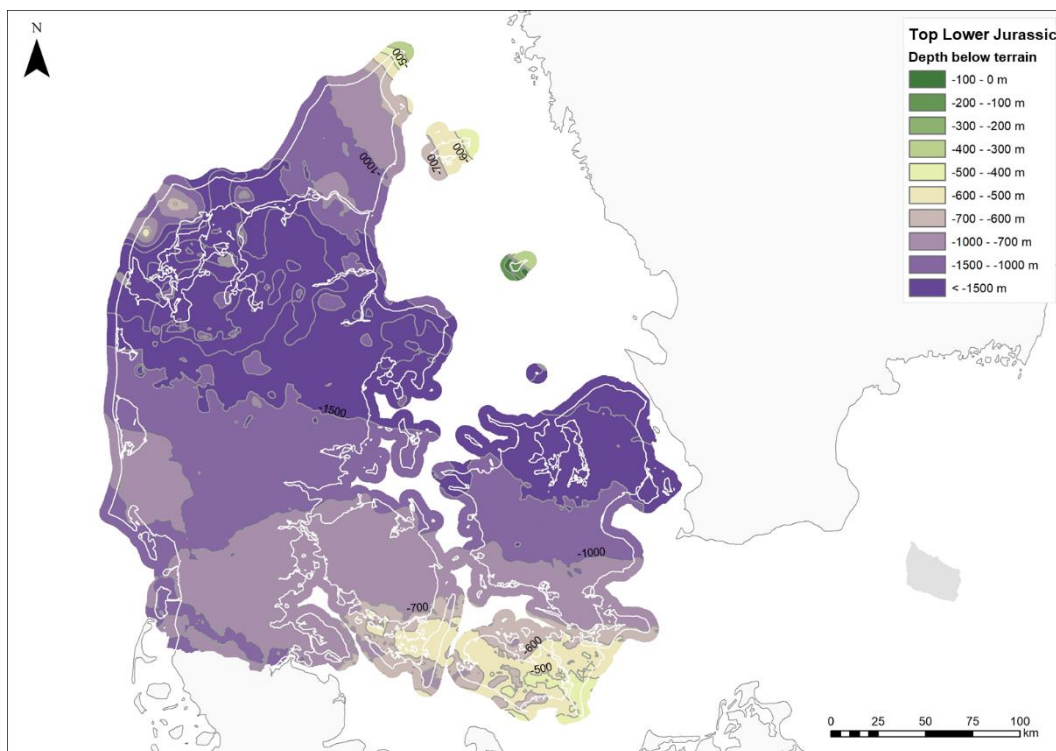 N
Top Lower Jurassic
Depth below terrain
-100 - 0 m
-200 - -100 m
-300 - -200 m
-400 - -300 m
-500 - -400 m
-600 - -500 m
-700 - -600 m
-1000 - -700 m
-1500 - -1000 m
< -1500 m
-500
-600
-700
-1000
-1500
-1000
-700
-600
-500
0 25 50 75 100
km